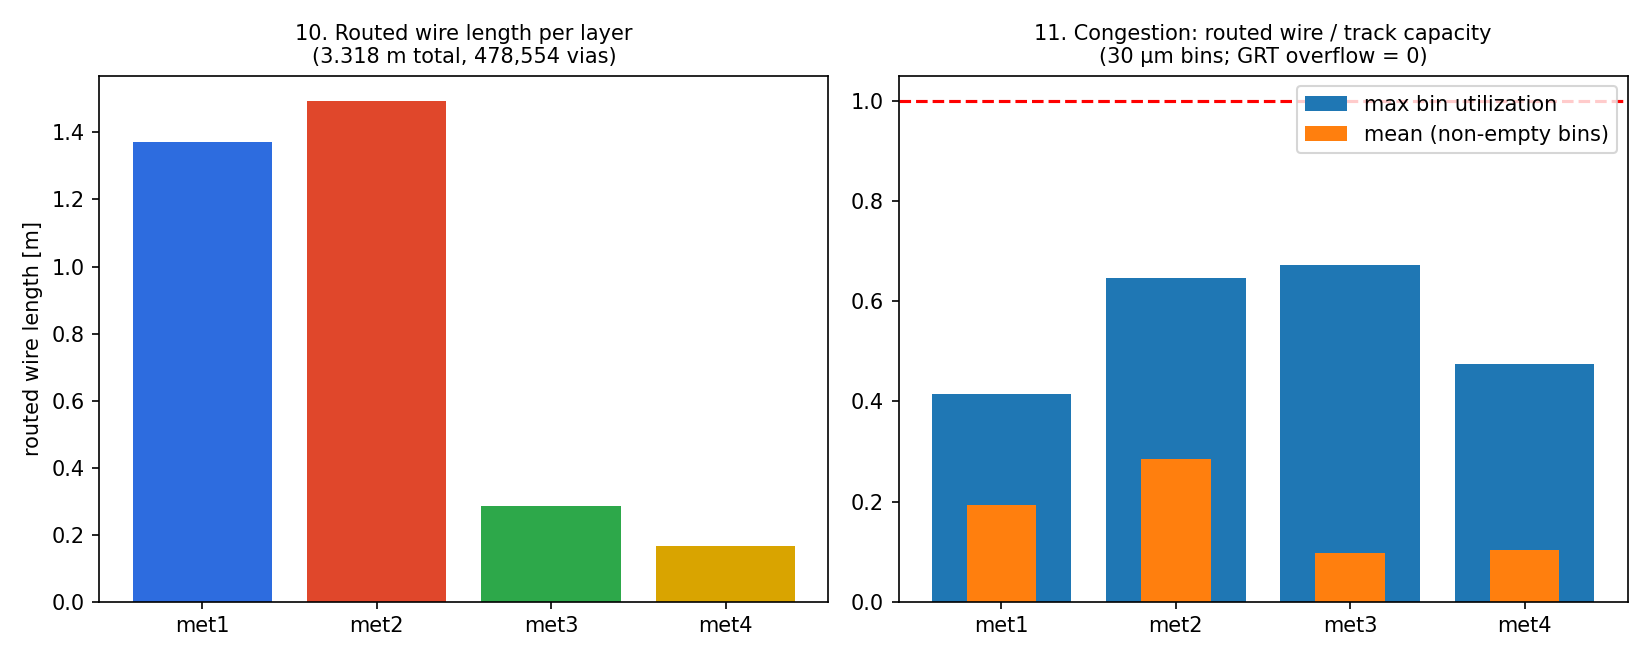 10. Routed wire length per layer
(3.318 m total, 478,554 vias)
routed wire length [m]
1.4
1.2
1.0
0.8
0.6
0.4
0.2
0.0
met1 met2 met3 met4
11. Congestion: routed wire / track capacity
(30 µm bins; GRT overflow = 0)
max bin utilization
mean (non-empty bins)
1.0
0.8
0.6
0.4
0.2
0.0
met1 met2 met3 met4